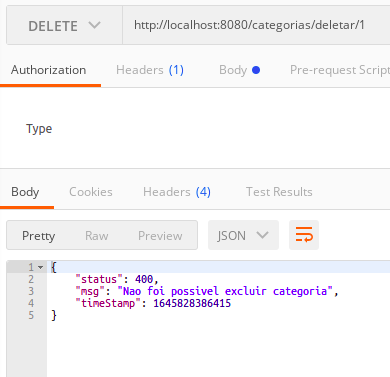 DELETE http://localhost:8080/categorias/deletar/1
Authorization Headers (1) Body Pre-request Script
Type
Body Cookies Headers (4) Test Results
Pretty Raw Preview JSON
1 {
2 "status": 400,
3 "msg": "Nao foi possivel excluir categoria",
4 "timeStamp": 1645828386415
5 }